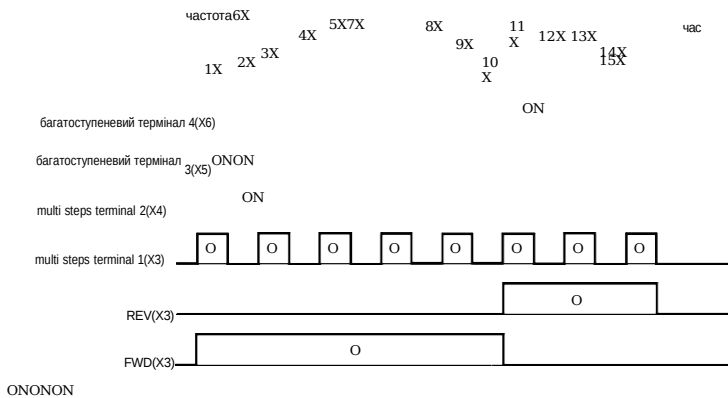 частота6X
5X7X
8X
11
X
час
4X
12X 13X
9X
3X
14X
15X
2X
1X
10
X
ON
багатоступеневий термінал 4(X6)
багатоступеневий термінал 3(X5)
ONON
ON
multi steps terminal 2(X4)
multi steps terminal 1(X3)
O O O O O O O O
REV(X3)
O
FWD(X3)
O
ONONON